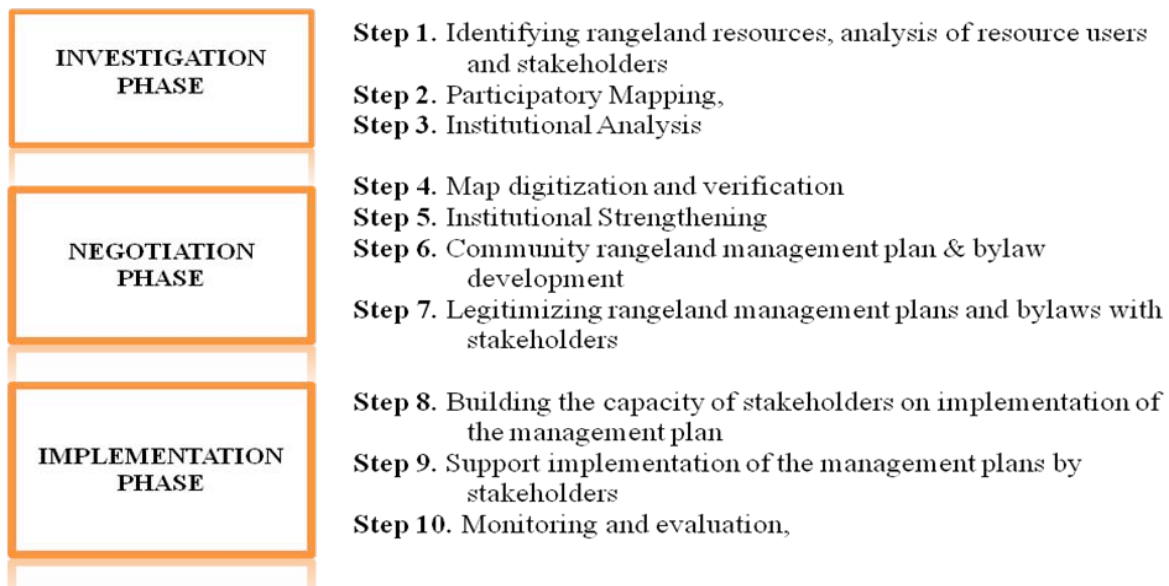 INVESTIGATION
PHASE
Step 1. Identifying rangeland resources, analysis of resource users
and stakeholders
Step 2. Participatory Mapping,
Step 3. Institutional Analysis
NEGOTIATION
PHASE
Step 4. Map digitization and verification
Step 5. Institutional Strengthening
Step 6. Community rangeland management plan & bylaw
development
Step 7. Legitimizing rangeland management plans and bylaws with
stakeholders
IMPLEMENTATION
PHASE
Step 8. Building the capacity of stakeholders on implementation of
the management plan
Step 9. Support implementation of the management plans by
stakeholders
Step 10. Monitoring and evaluation,